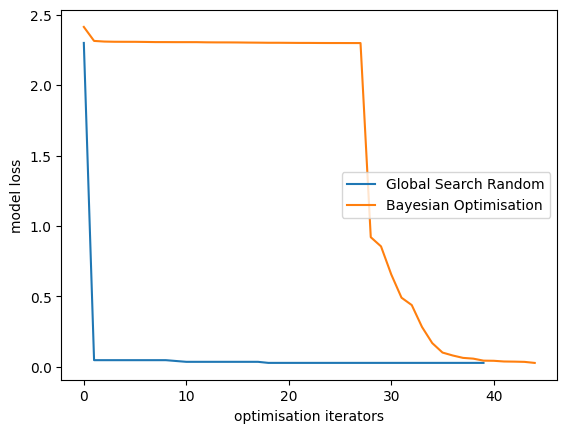 2.5
2.0
1.5
1.0
0.5
0.0
model loss
Global Search Random
Bayesian Optimisation
0
10
20
30
40
optimisation iterators